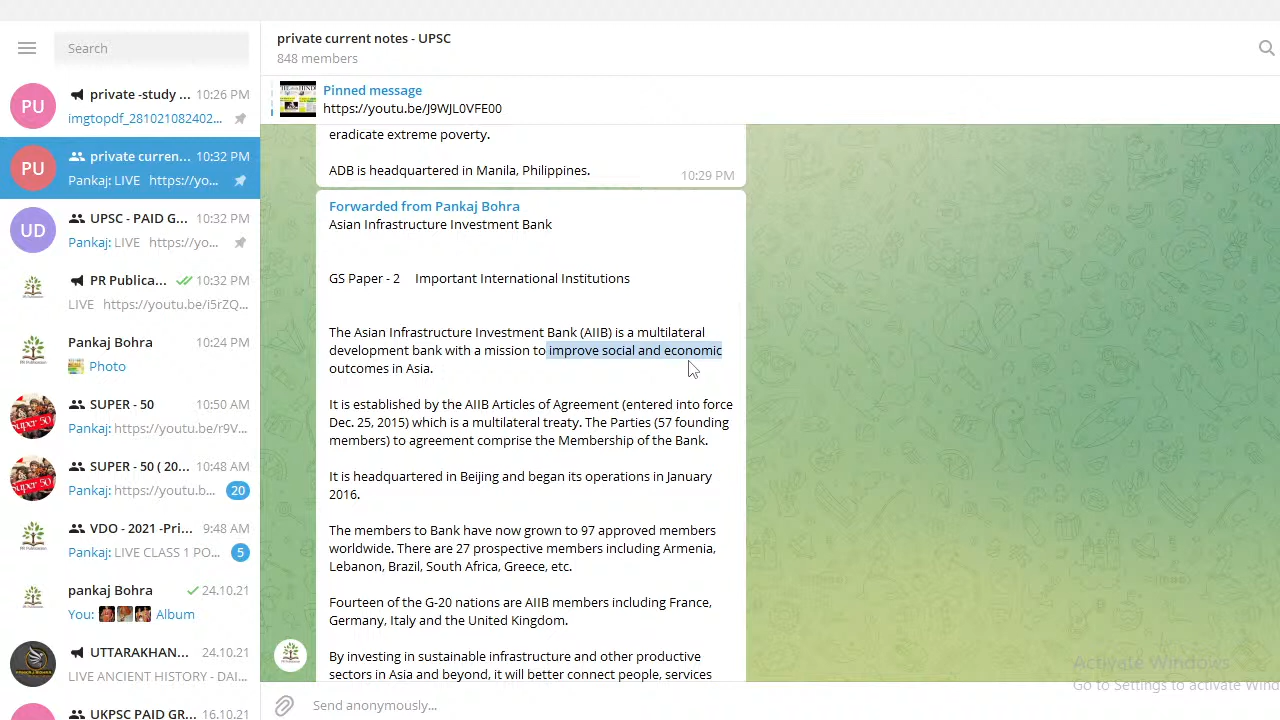 Search
private -study ... 10:26 PM
PU
imgtopdf_281021082402...
private curren... 10:32 PM
PU
Pankaj: LIVE https://yo...
UPSC - PAID G... 10:32 PM
UD
Pankaj: LIVE https://yo...
PR Publica... 10:32 PM
LIVE https://youtu.be/i5rZQ...
Pankaj Bohra 10:24 PM
Photo
SUPER - 50 10:50 AM
Pankaj: https://youtu.be/r9V...
SUPER - 50 ( 20... 10:48 AM
Pankaj: https://youtu.b... 20
VDO - 2021 -Pri... 9:48 AM
Pankaj: LIVE CLASS 1 PO... 5
pankaj Bohra 24.10.21
You: Album
UTTARAKHAN... 24.10.21
LIVE ANCIENT HISTORY - DAI...
UKPSC PAID GR... 16.10.21
private current notes - UPSC
848 members
Pinned message
https://youtu.be/J9WJL0VFE00
eradicate extreme poverty.
ADB is headquartered in Manila, Philippines.
10:29 PM
Forwarded from Pankaj Bohra
Asian Infrastructure Investment Bank
GS Paper - 2 Important International Institutions
The Asian Infrastructure Investment Bank (AIIB) is a multilateral
development bank with a mission to improve social and economic
outcomes in Asia.
It is established by the AIIB Articles of Agreement (entered into force
Dec. 25, 2015) which is a multilateral treaty. The Parties (57 founding
members) to agreement comprise the Membership of the Bank.
It is headquartered in Beijing and began its operations in January
2016.
The members to Bank have now grown to 97 approved members
worldwide. There are 27 prospective members including Armenia,
Lebanon, Brazil, South Africa, Greece, etc.
Fourteen of the G-20 nations are AIIB members including France,
Germany, Italy and the United Kingdom.
By investing in sustainable infrastructure and other productive
sectors in Asia and beyond, it will better connect people, services
Send anonymously...
Activate Windows
Go to Settings to activate Wind